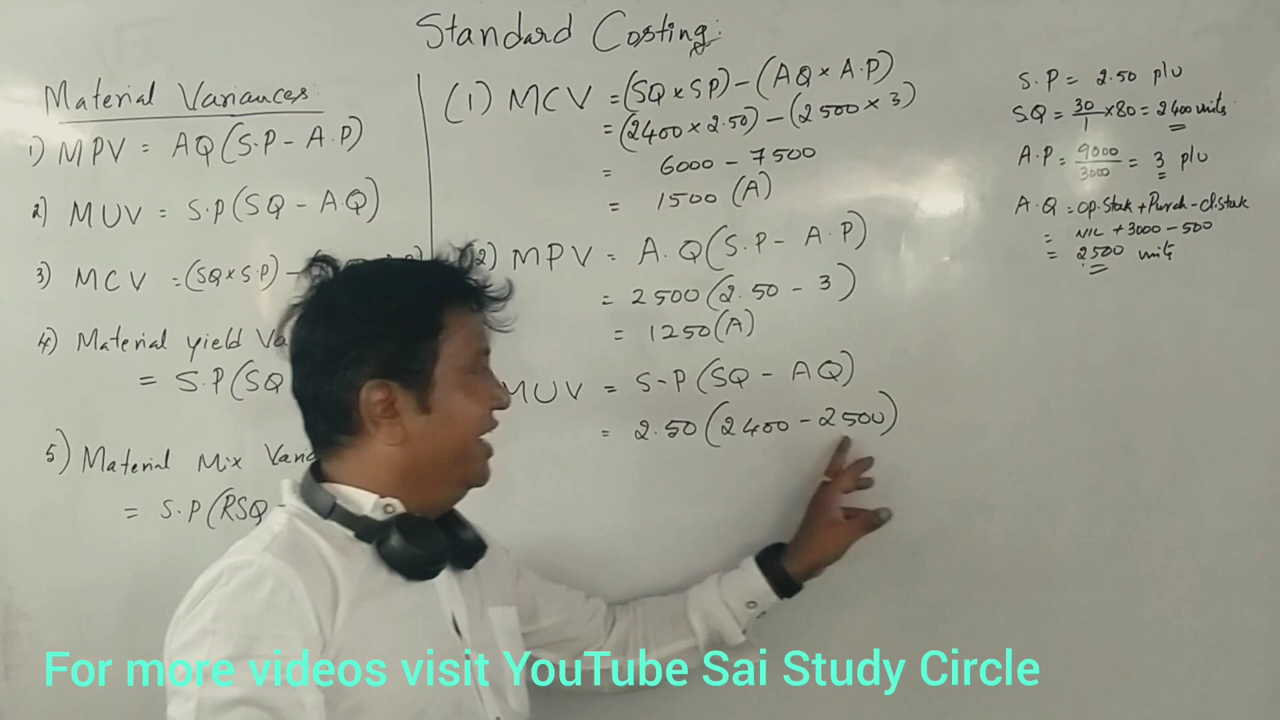 Standard Costing:
Material Variances:
1) MPV = AQ(S.P - A.P)
2) MUV = S.P(SQ - A.Q)
3) MCV = (SQ×S.P) -
4) Material yield Va
= S.P(SQ
5) Material Mix Vari
= S.P(RSQ -
(1) MCV = (SQ×SP) - (AQ×A.P)
= (2400×2.50) - (2500×3)
= 6000 - 7500
= 1500 (A)
(2) MPV = A.Q(S.P - A.P)
= 2500(2.50 - 3)
= 1250(A)
MUV = S.P(SQ - AQ)
= 2.50(2400 - 2500)
S.P = 2.50 p/u
SQ = 30/1 ×80 = 2400 units
A.P = 9000/3000 = 3 p/u
A.Q = Op.Stok + Purch - Cl.stok
= NIL + 3000 - 500
= 2500 units
For more videos visit YouTube Sai Study Circle